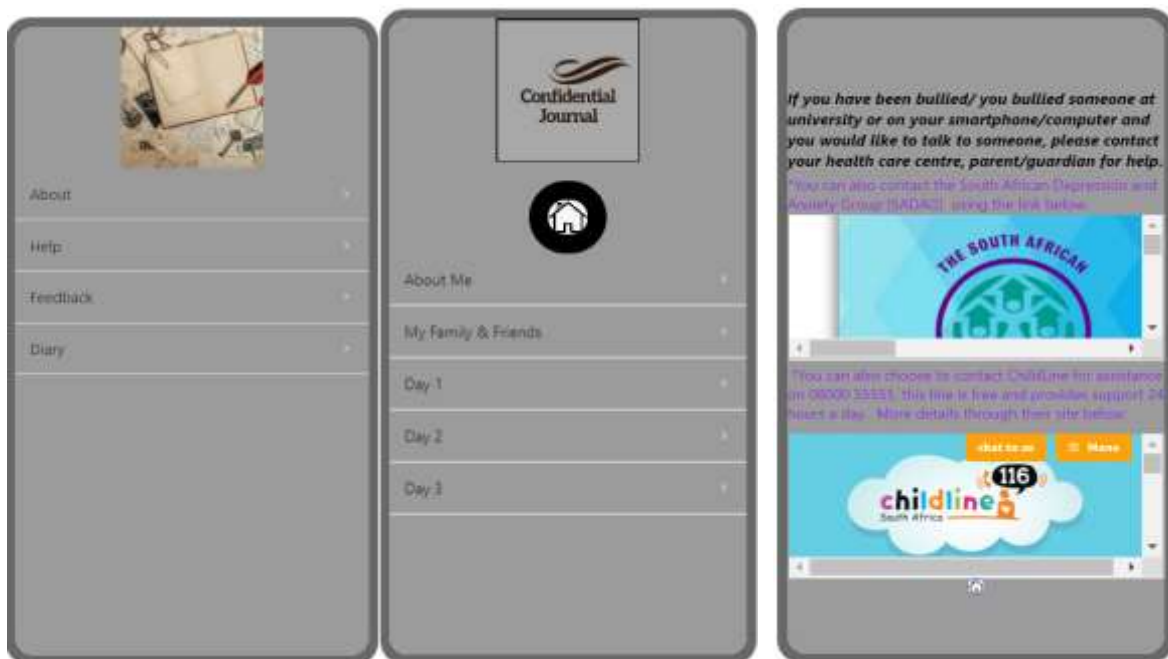 About
Help
Feedback
Diary
Confidential
Journal
About Me
My Family & Friends
Day 1
Day 2
Day 3
If you have been bullied/ you bullied someone at
university or on your smartphone/computer and
you would like to talk to someone, please contact
your health care centre, parent/guardian for help.
*You can also contact the South African Depression and
Anxiety Group (SADAG) using the link below.
THE SOUTH AFRICAN
*You can also choose to contact ChildLine for assistance
on 08000 55555, this line is free and provides support 24
hours a day. More details through their site below.
chat to us
Menu
116
childline
South Africa